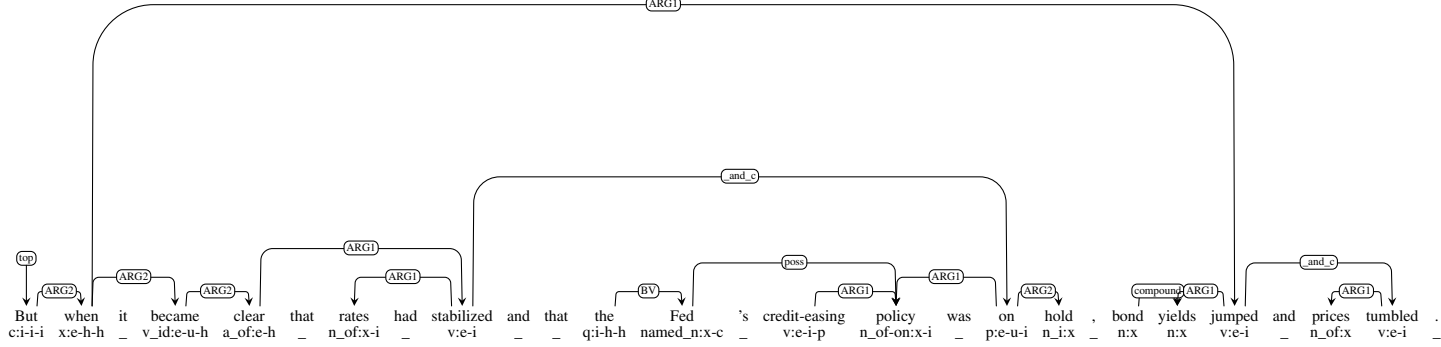 ARG1
_and_c
top
ARG1
poss
_and_c
ARG2 ARG2 ARG2 ARG1 BV ARG1 ARG1 ARG2 compound ARG1 ARG1
But when it became clear that rates had stabilized and that the Fed 's credit-easing policy was on hold , bond yields jumped and prices tumbled .
c:i-i-i x:e-h-h _ v_id:e-u-h a_of:e-h _ n_of:x-i _ v:e-i _ _ q:i-h-h named_n:x-c _ v:e-i-p n_of-on:x-i _ p:e-u-i n_i:x _ n:x n:x v:e-i _ n_of:x v:e-i _